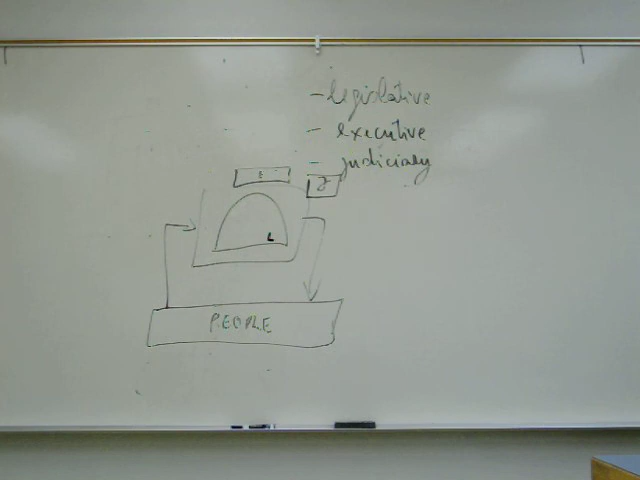 - legislative
- executive
- judiciary
E
J
L
PEOPLE